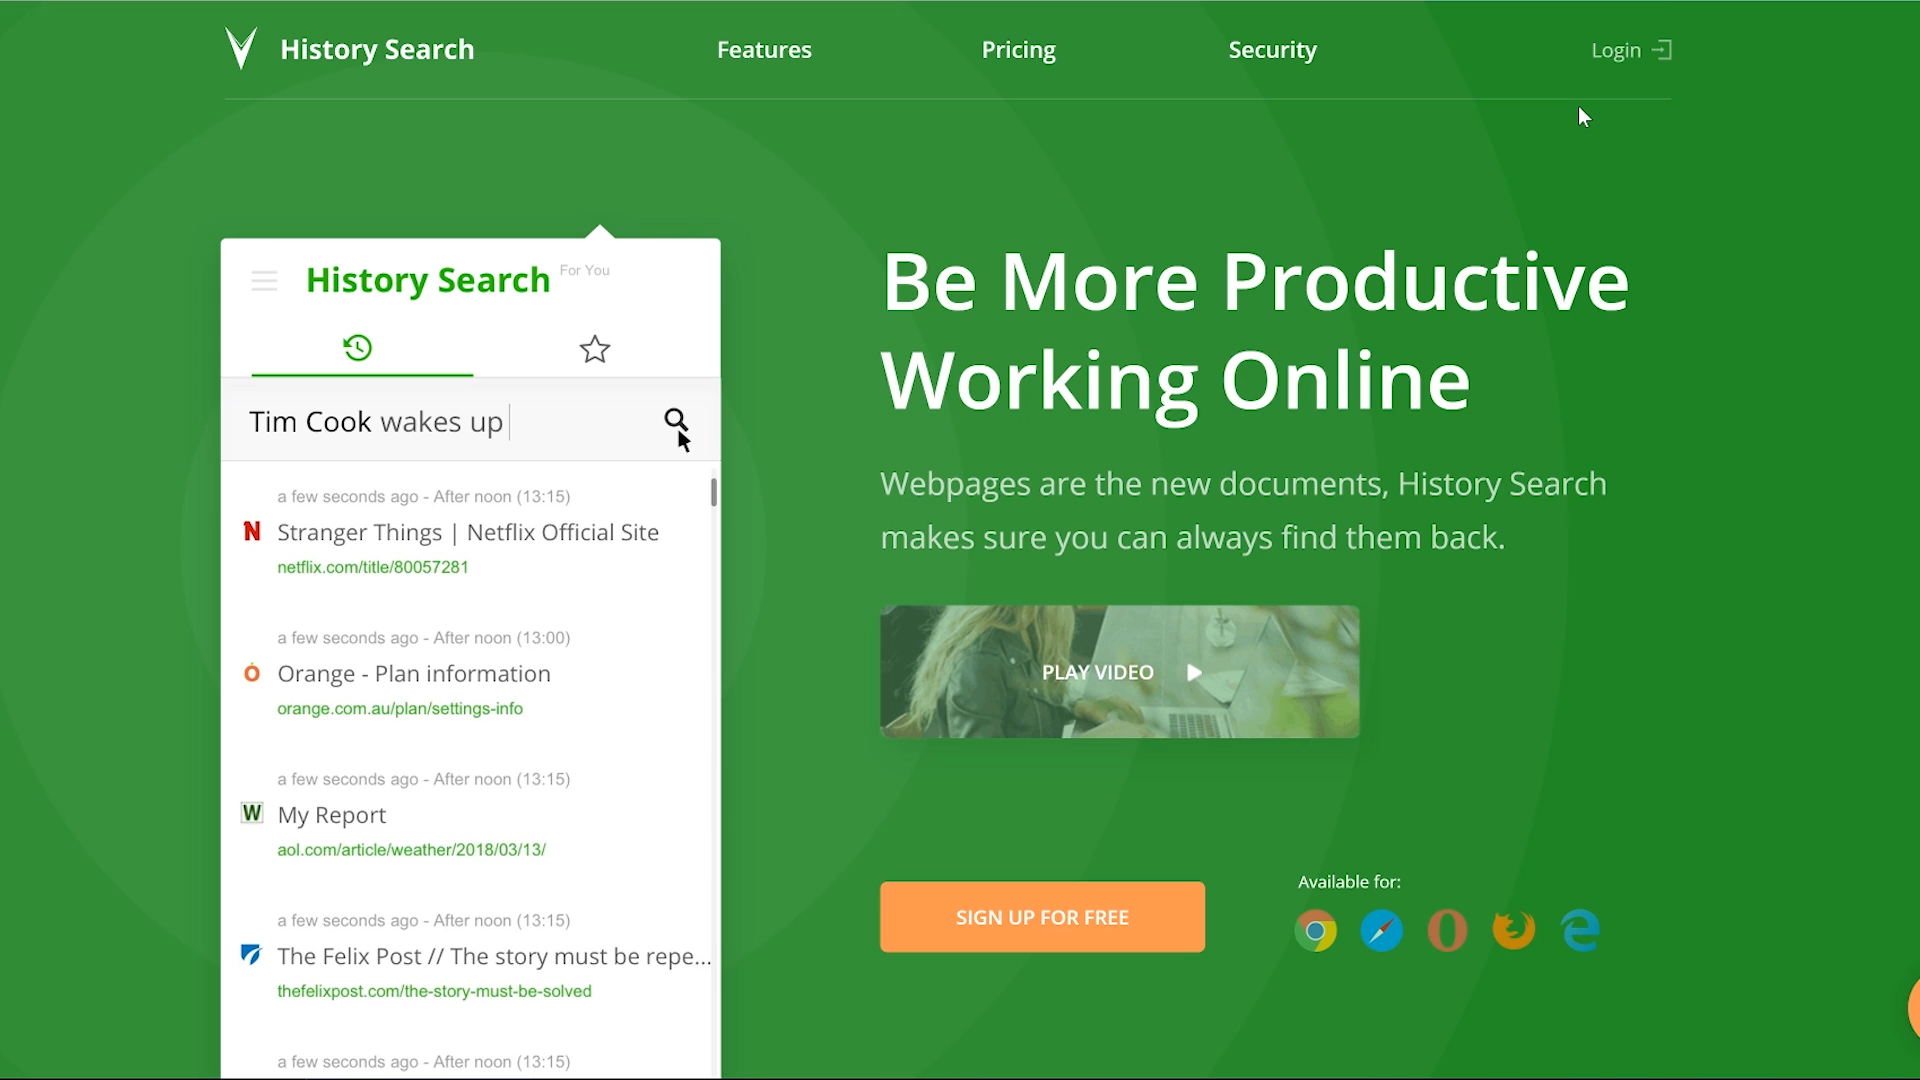 History Search
Features
Pricing
Security
Login
History Search
For You
Tim Cook wakes up
a few seconds ago - After noon (13:15)
N
Stranger Things | Netflix Official Site
netflix.com/title/80057281
a few seconds ago - After noon (13:00)
Orange - Plan information
orange.com.au/plan/settings-info
a few seconds ago - After noon (13:15)
W
My Report
aol.com/article/weather/2018/03/13/
a few seconds ago - After noon (13:15)
The Felix Post // The story must be repe...
thefelixpost.com/the-story-must-be-solved
a few seconds ago - After noon (13:15)
Be More Productive
Working Online
Webpages are the new documents, History Search
makes sure you can always find them back.
PLAY VIDEO
SIGN UP FOR FREE
Available for: